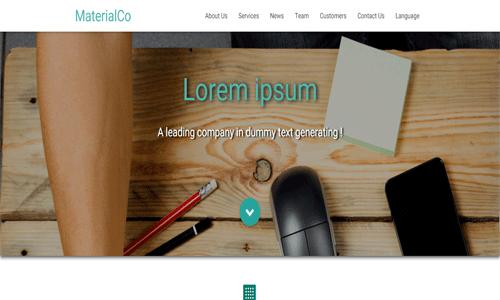 MaterialCo
About Us Services News Team Customers Contact Us Language
Lorem ipsum
A leading company in dummy text generating !